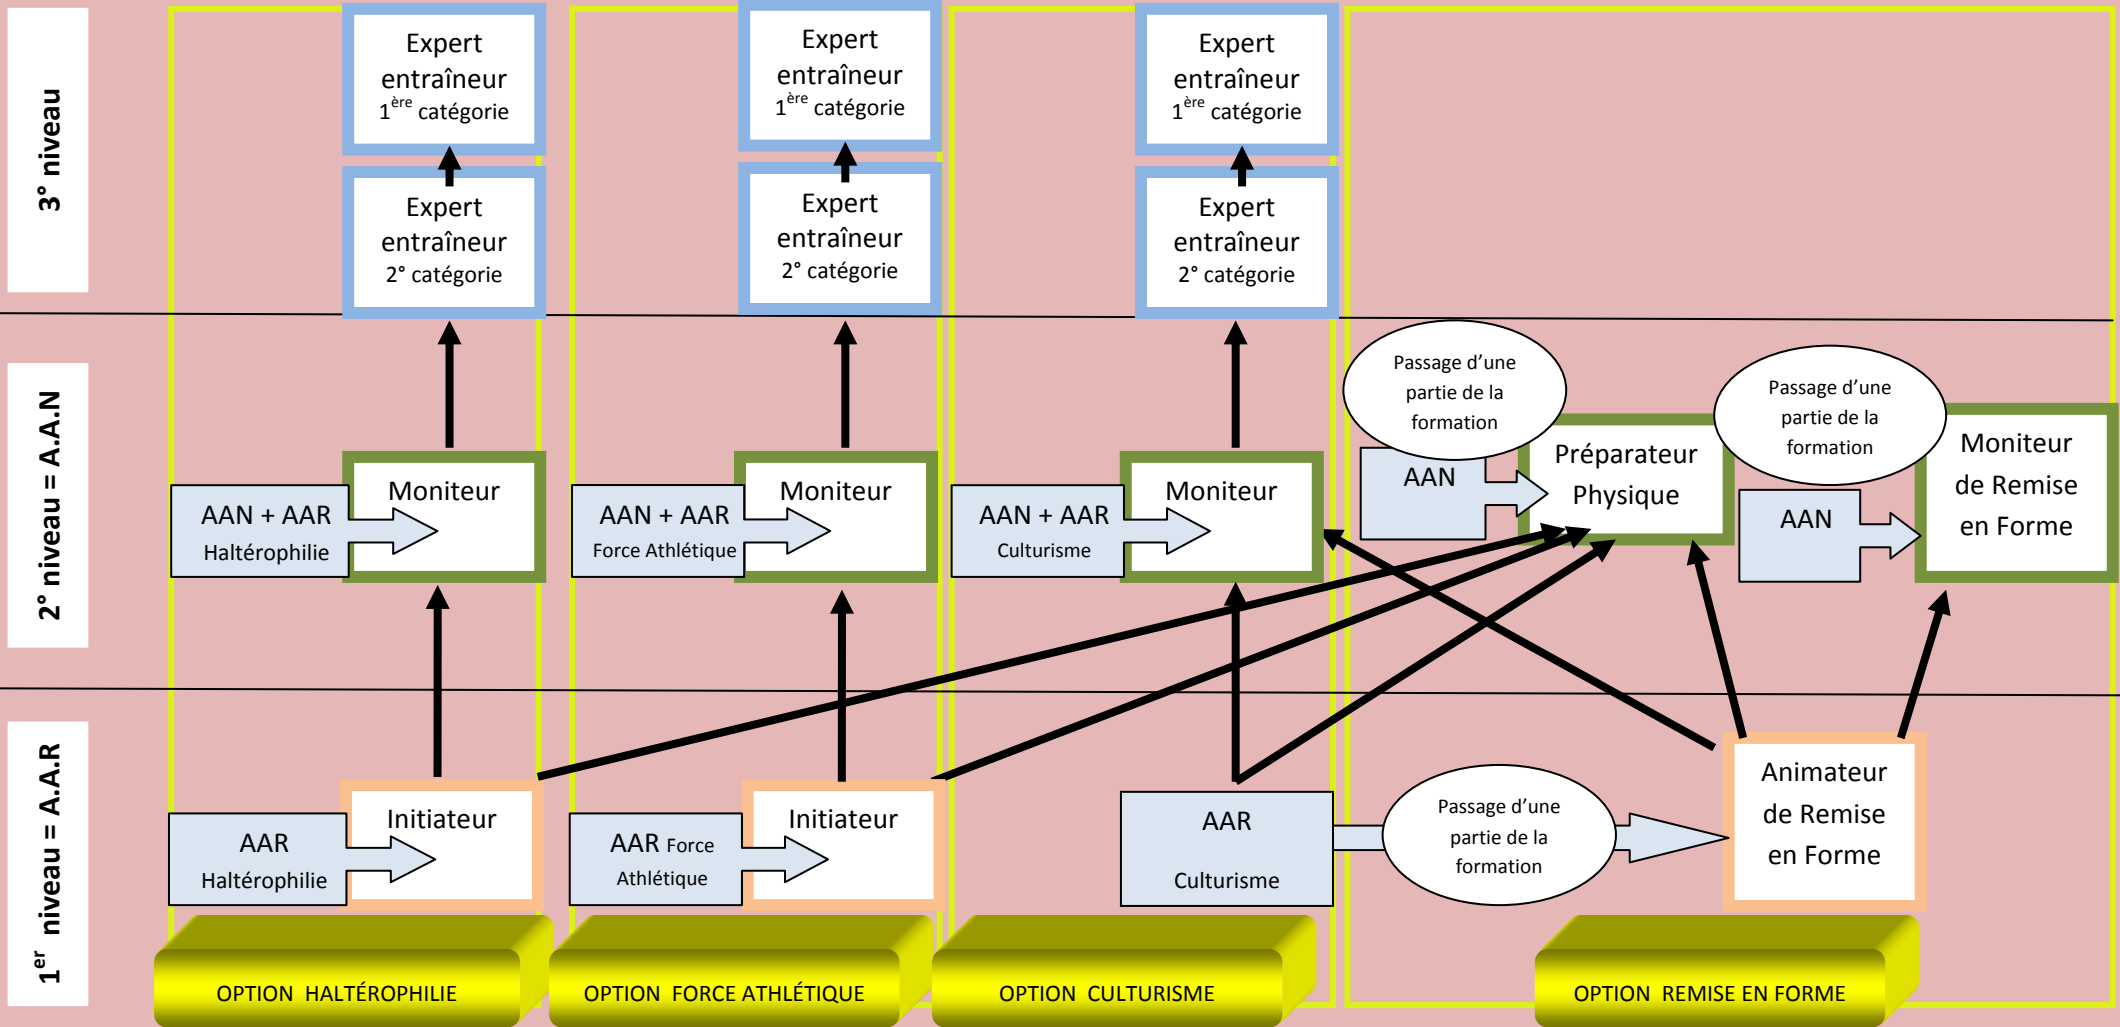 3° niveau
Expert
entraîneur
1ère catégorie
Expert
entraîneur
1ère catégorie
Expert
entraîneur
1ère catégorie
Expert
entraîneur
2° catégorie
Expert
entraîneur
2° catégorie
Expert
entraîneur
2° catégorie
2° niveau = A.A.N
AAN + AAR
Haltérophilie
Moniteur
AAN + AAR
Force Athlétique
Moniteur
AAN + AAR
Culturisme
Moniteur
Passage d’une
partie de la
formation
AAN
Préparateur
Physique
Passage d’une
partie de la
formation
AAN
Moniteur
de Remise
en Forme
1er niveau = A.A.R
AAR
Haltérophilie
Initiateur
AAR Force
Athlétique
Initiateur
AAR
Culturisme
Passage d’une
partie de la
formation
Animateur
de Remise
en Forme
OPTION HALTÉROPHILIE
OPTION FORCE ATHLÉTIQUE
OPTION CULTURISME
OPTION REMISE EN FORME